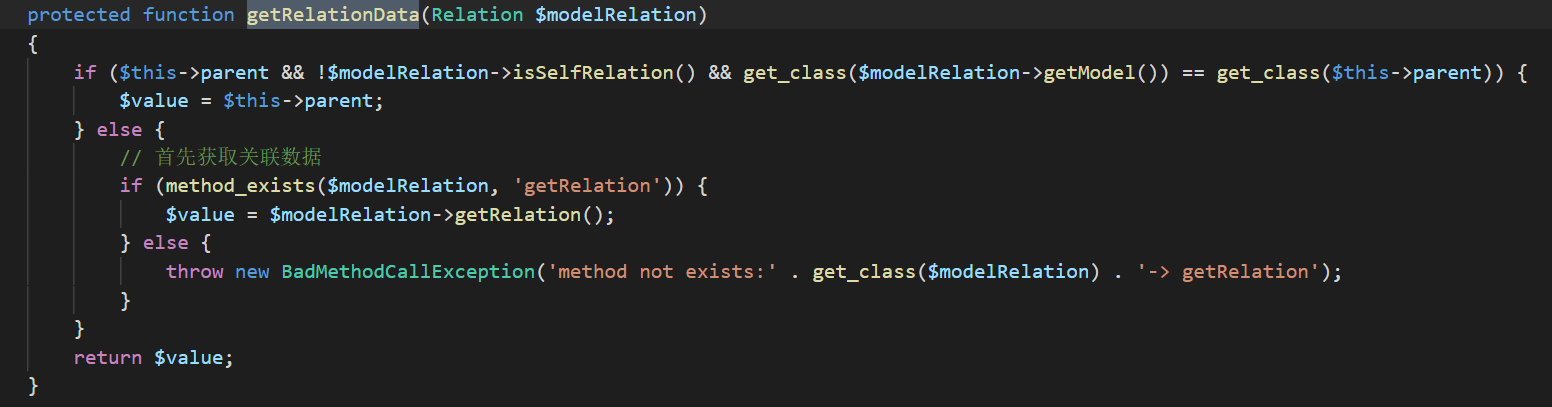 protected function getRelationData(Relation $modelRelation)
{
    if ($this->parent && !$modelRelation->isSelfRelation() && get_class($modelRelation->getModel()) == get_class($this->parent)) {
        $value = $this->parent;
    } else {
        // 首先获取关联数据
        if (method_exists($modelRelation, 'getRelation')) {
            $value = $modelRelation->getRelation();
        } else {
            throw new BadMethodCallException('method not exists:' . get_class($modelRelation) . '-> getRelation');
        }
    }
    return $value;
}